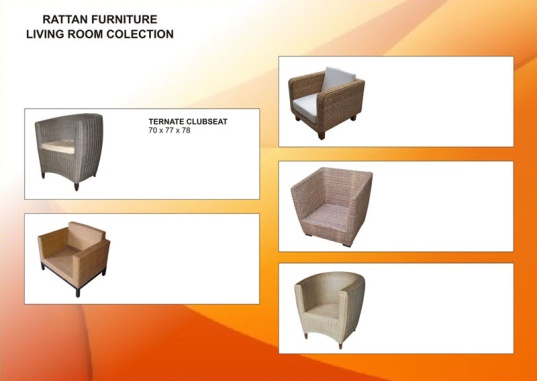 RATTAN FURNITURE
LIVING ROOM COLECTION
TERNATE CLUBSEAT
70 x 77 x 78